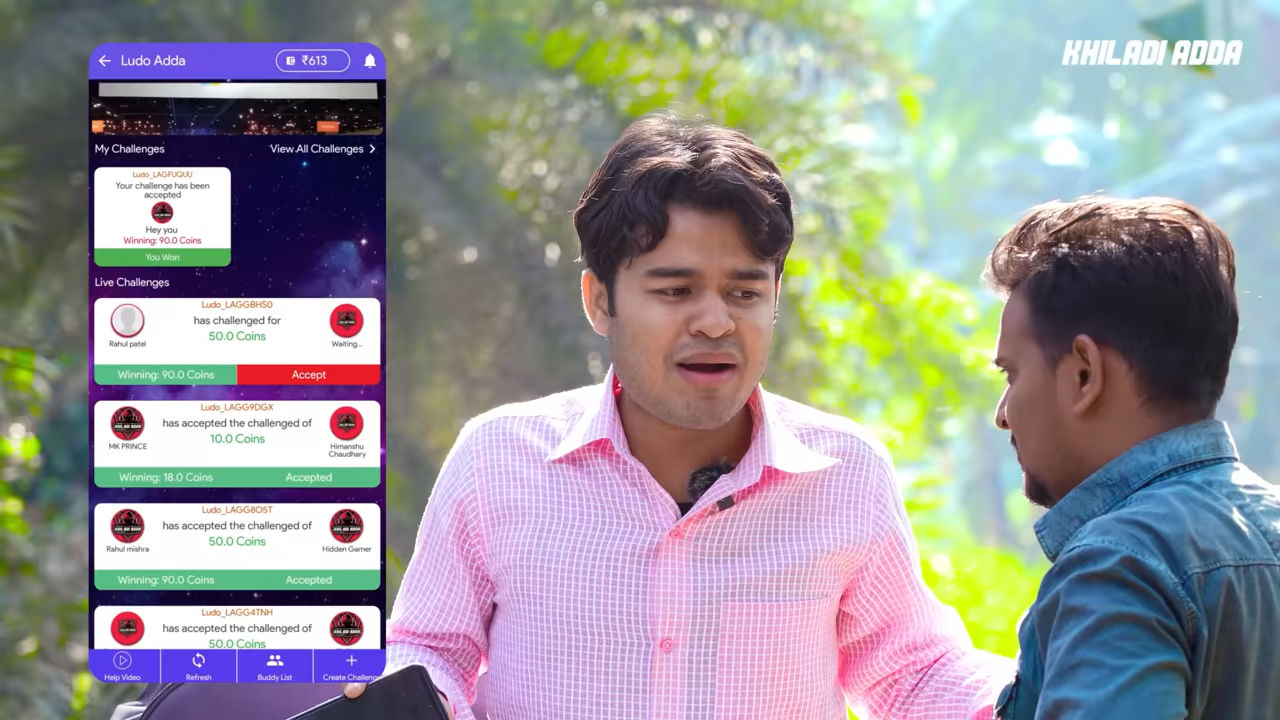 KHILADI ADDA
Ludo Adda
₹613
My Challenges
View All Challenges
Ludo_LAGFUQUU
Your challenge has been
accepted
Hey you
Winning: 90.0 Coins
You Won
Live Challenges
Ludo_LAGGBHS0
has challenged for
50.0 Coins
Rahul patel
Waiting...
Winning: 90.0 Coins
Accept
Ludo_LAGG9DGX
has accepted the challenged of
10.0 Coins
MK PRINCE
Himanshu
Chaudhary
Winning: 18.0 Coins
Accepted
Ludo_LAGG8O5T
has accepted the challenged of
50.0 Coins
Rahul mishra
Hidden Gamer
Winning: 90.0 Coins
Accepted
Ludo_LAGG4TNH
has accepted the challenged of
50.0 Coins
Help Video
Refresh
Buddy List
Create Challeng